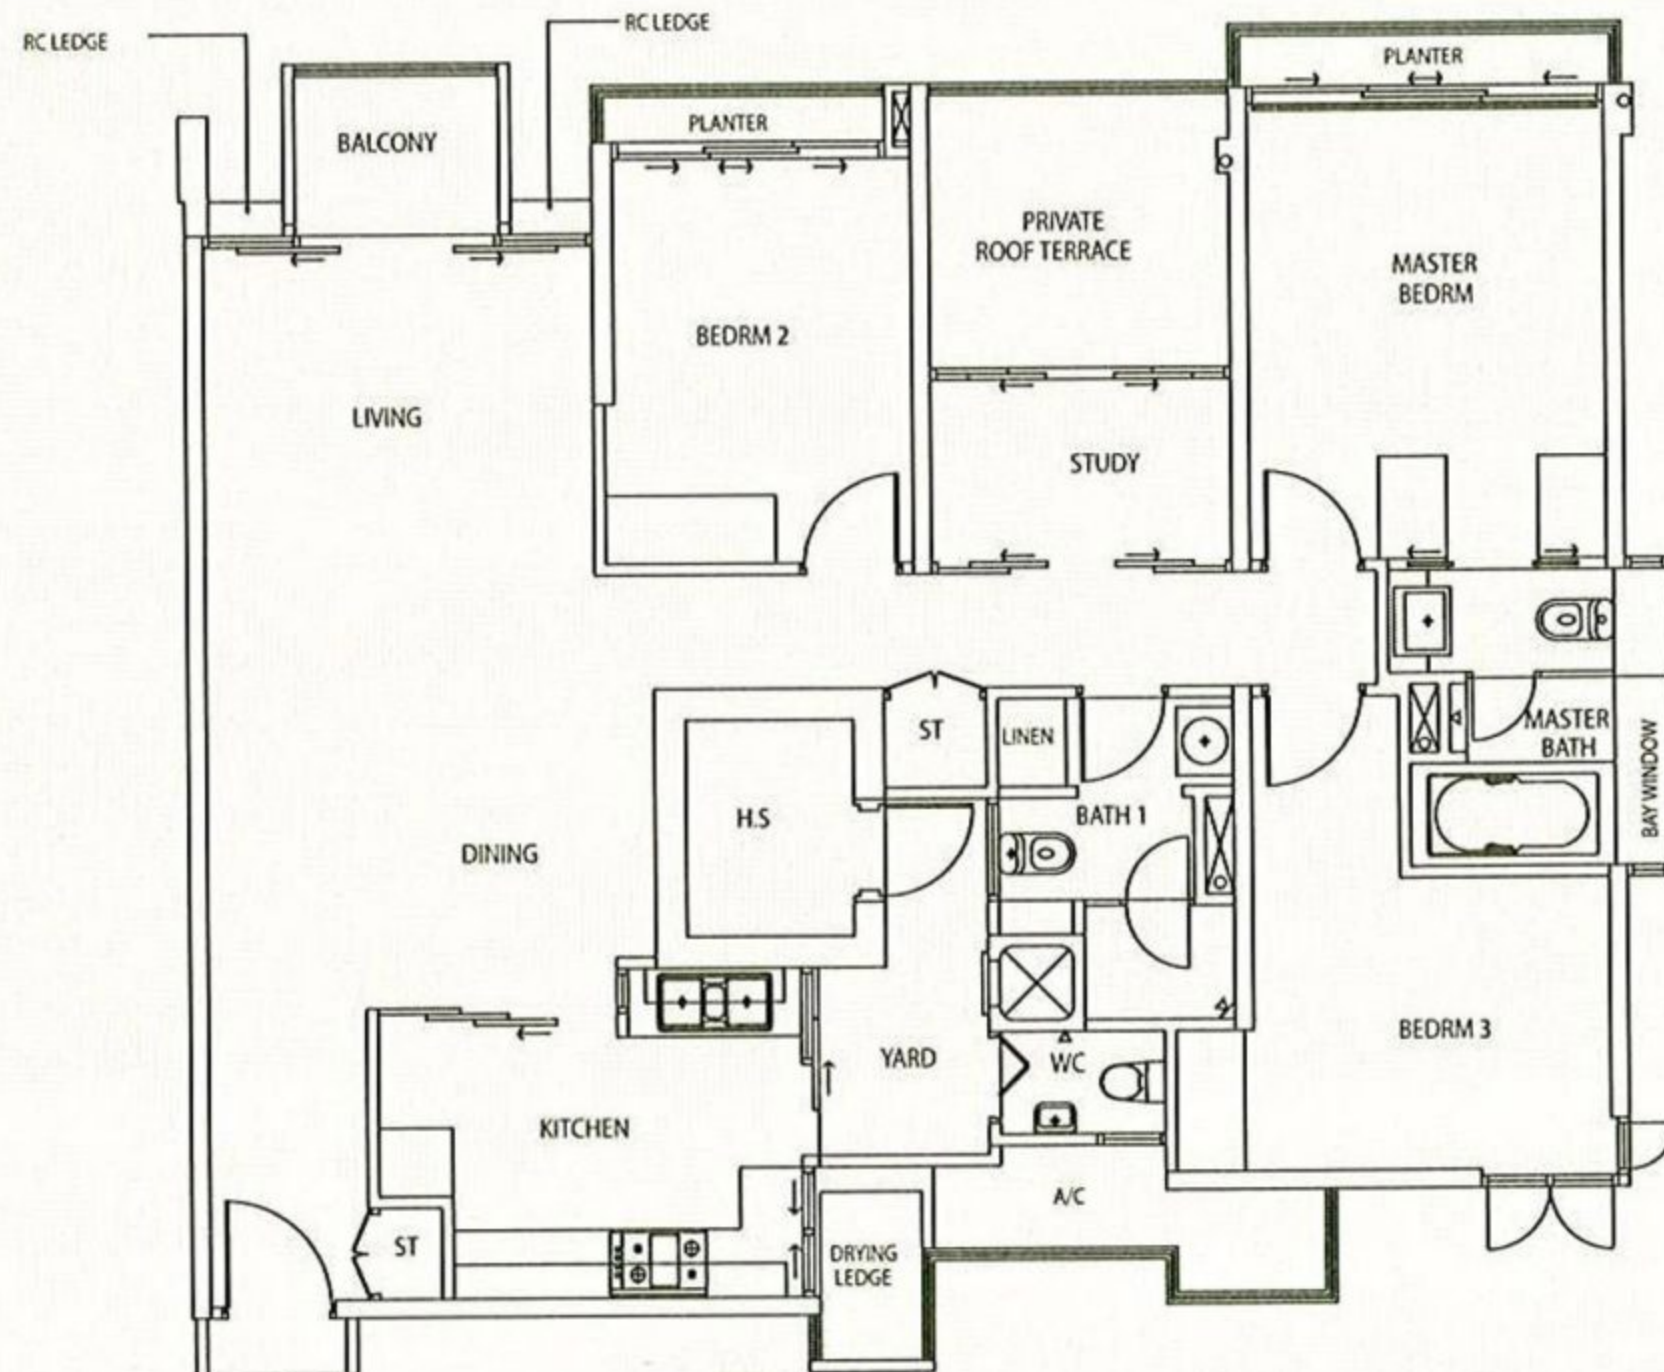 RC LEDGE
RC LEDGE
PLANTER
BALCONY
PLANTER
PRIVATE
ROOF TERRACE
MASTER
BEDRM
BEDRM 2
LIVING
STUDY
ST
LINEN
MASTER
BATH
BAY WINDOW
H.S
BATH 1
DINING
BEDRM 3
YARD
WC
KITCHEN
A/C
ST
DRYING
LEDGE